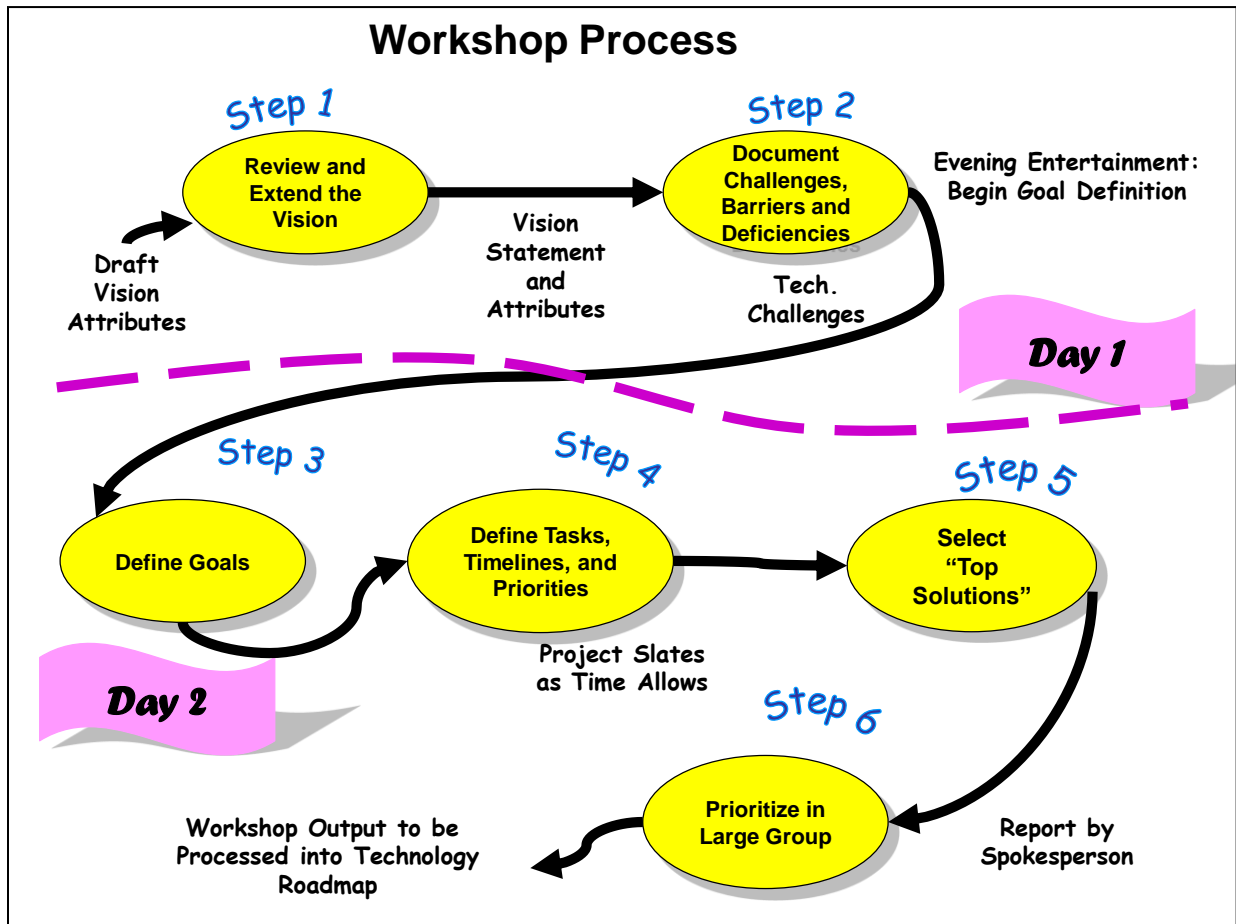 Workshop Process
Step 1
Review and
Extend the
Vision
Draft
Vision
Attributes
Vision
Statement
and
Attributes
Step 2
Document
Challenges,
Barriers and
Deficiencies
Tech.
Challenges
Evening Entertainment:
Begin Goal Definition
Day 1
Step 3
Define Goals
Step 4
Define Tasks,
Timelines, and
Priorities
Project Slates
as Time Allows
Step 5
Select
“Top
Solutions”
Day 2
Step 6
Prioritize in
Large Group
Report by
Spokesperson
Workshop Output to be
Processed into Technology
Roadmap